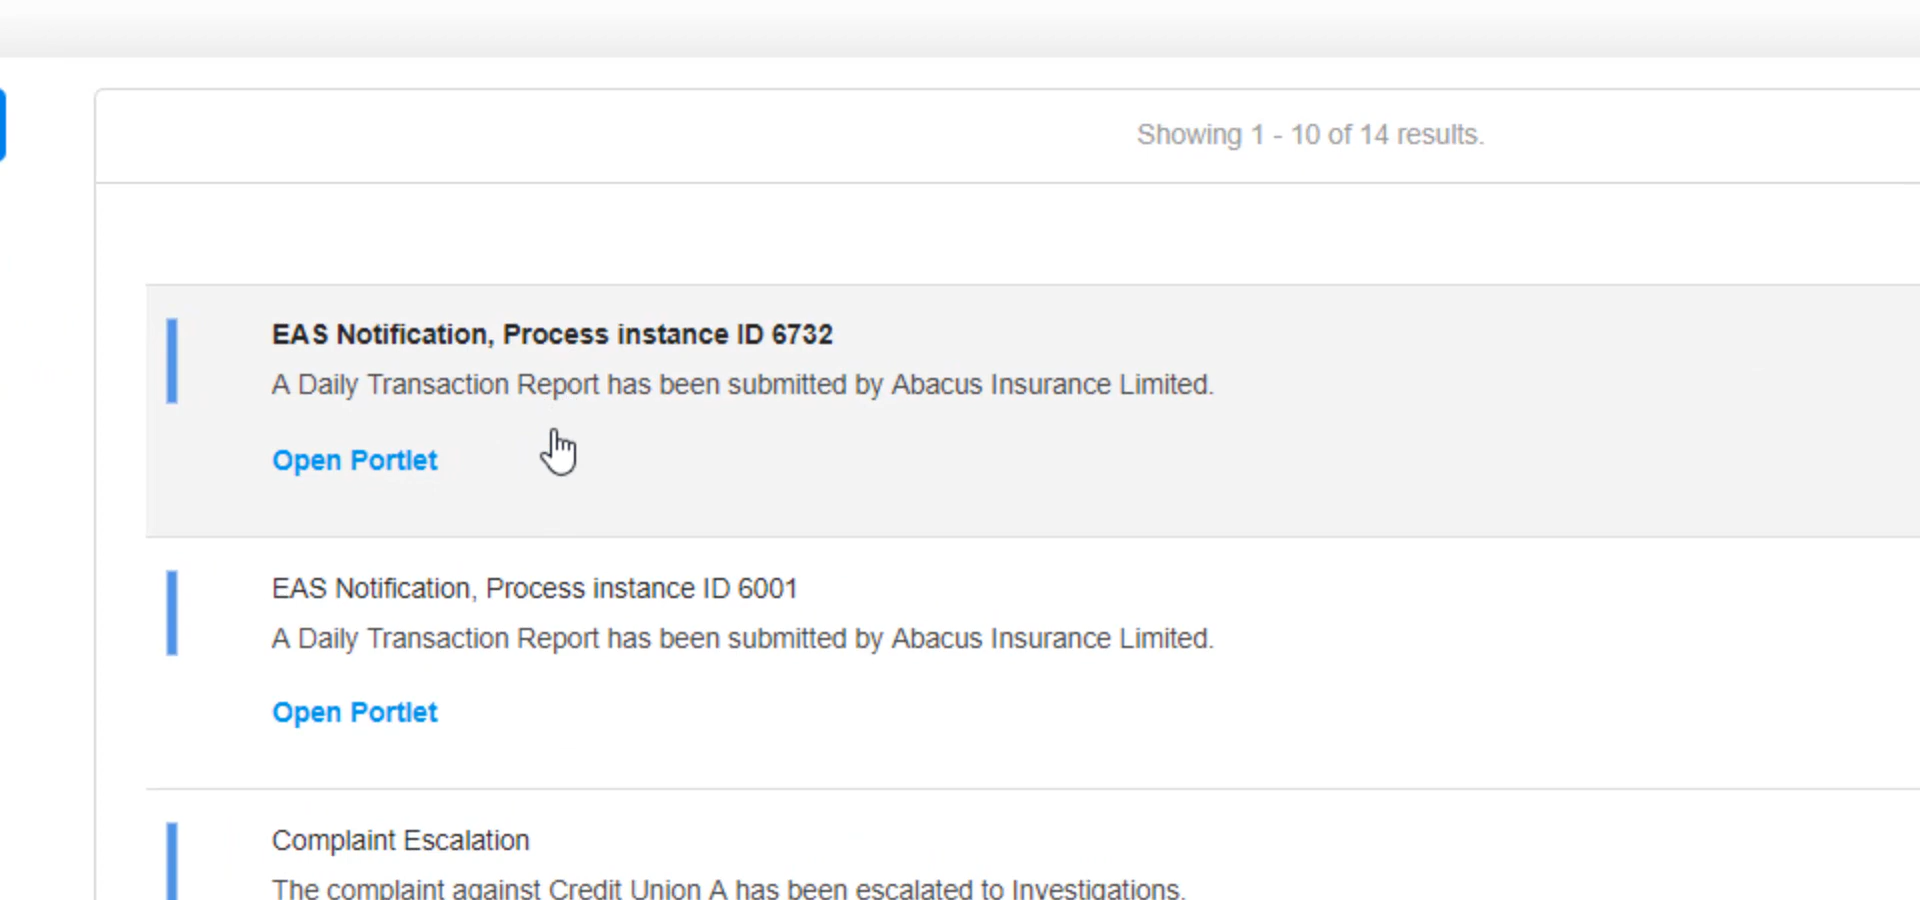 Showing 1 - 10 of 14 results.
EAS Notification, Process instance ID 6732
A Daily Transaction Report has been submitted by Abacus Insurance Limited.
Open Portlet
EAS Notification, Process instance ID 6001
A Daily Transaction Report has been submitted by Abacus Insurance Limited.
Open Portlet
Complaint Escalation
The complaint against Credit Union A has been escalated to Investigations.